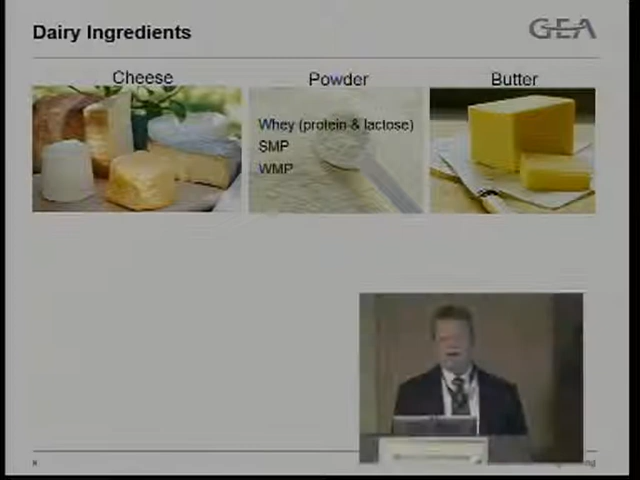 Dairy Ingredients
GEA
Cheese
Powder
Butter
Whey (protein & lactose)
SMP
WMP